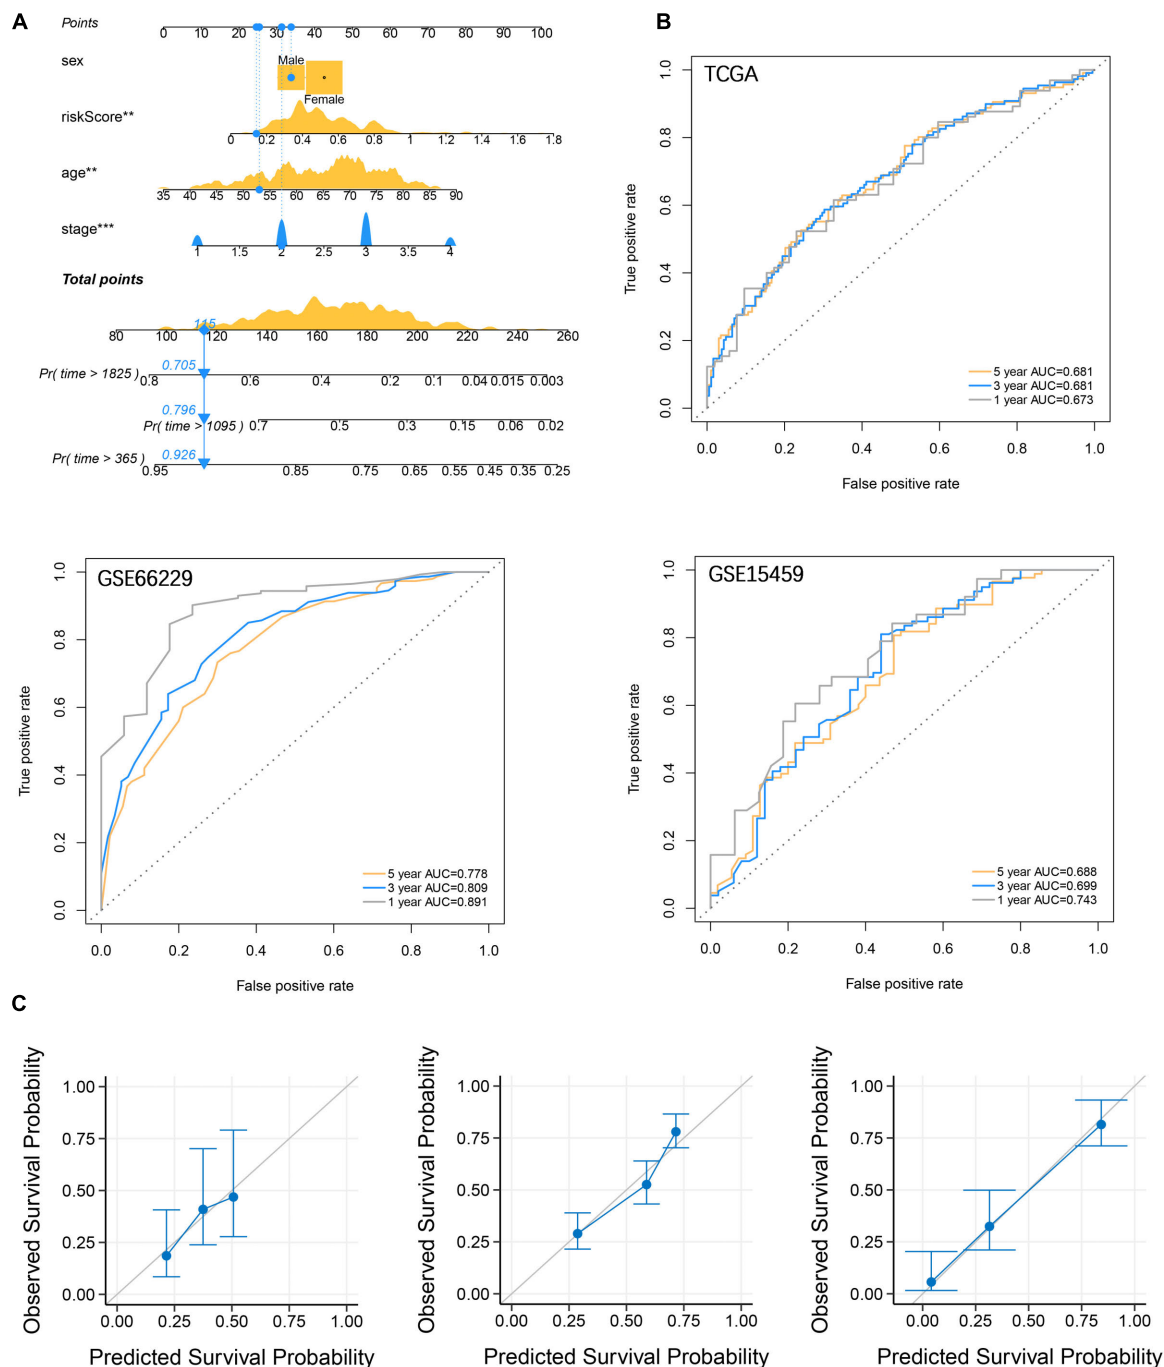 A
Points
0 10 20 30 40 50 60 70 80 90 100
sex
Male
Female
riskScore**
0 0.2 0.4 0.6 0.8 1 1.2 1.4 1.6 1.8
age**
35 40 45 50 55 60 65 70 75 80 85 90
stage***
1 1.5 2 2.5 3 3.5 4
Total points
115
80 100 120 140 160 180 200 220 240 260
0.705
Pr( time > 1825 )
0.8 0.6 0.4 0.2 0.1 0.04 0.015 0.003
0.796
Pr( time > 1095 )
0.7 0.5 0.3 0.15 0.06 0.02
0.926
Pr( time > 365 )
0.95 0.85 0.75 0.65 0.55 0.45 0.35 0.25
B
TCGA
True positive rate
0.0 0.2 0.4 0.6 0.8 1.0
5 year AUC=0.681
3 year AUC=0.681
1 year AUC=0.673
0.0 0.2 0.4 0.6 0.8 1.0
False positive rate
GSE66229
True positive rate
0.0 0.2 0.4 0.6 0.8 1.0
5 year AUC=0.778
3 year AUC=0.809
1 year AUC=0.891
0.0 0.2 0.4 0.6 0.8 1.0
False positive rate
GSE15459
True positive rate
0.0 0.2 0.4 0.6 0.8 1.0
5 year AUC=0.688
3 year AUC=0.699
1 year AUC=0.743
0.0 0.2 0.4 0.6 0.8 1.0
False positive rate
C
Observed Survival Probability
1.00
0.75
0.50
0.25
0.00
0.00 0.25 0.50 0.75 1.00
Predicted Survival Probability
Observed Survival Probability
1.00
0.75
0.50
0.25
0.00
0.00 0.25 0.50 0.75 1.00
Predicted Survival Probability
Observed Survival Probability
1.00
0.75
0.50
0.25
0.00
0.00 0.25 0.50 0.75 1.00
Predicted Survival Probability